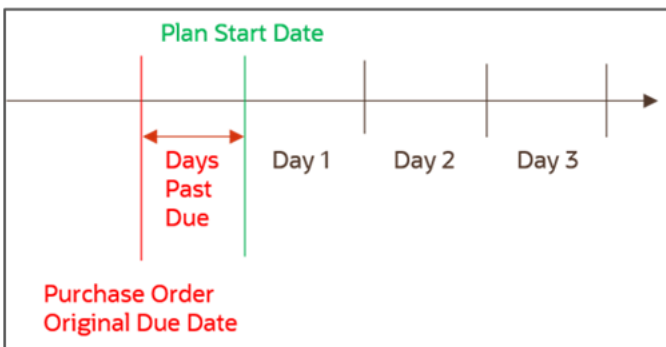 Plan Start Date
Days
Past
Due
Day 1
Day 2
Day 3
Purchase Order
Original Due Date